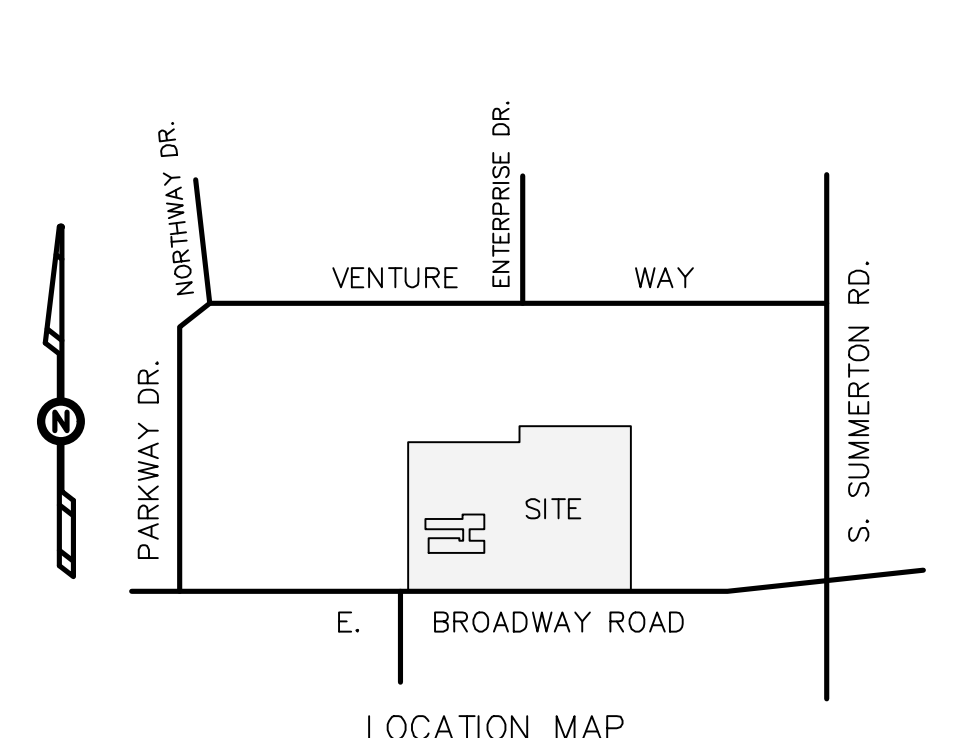 NORTHWAY DR.
ENTERPRISE DR.
VENTURE WAY
S. SUMMERTON RD.
PARKWAY DR.
N
SITE
E. BROADWAY ROAD
LOCATION MAP